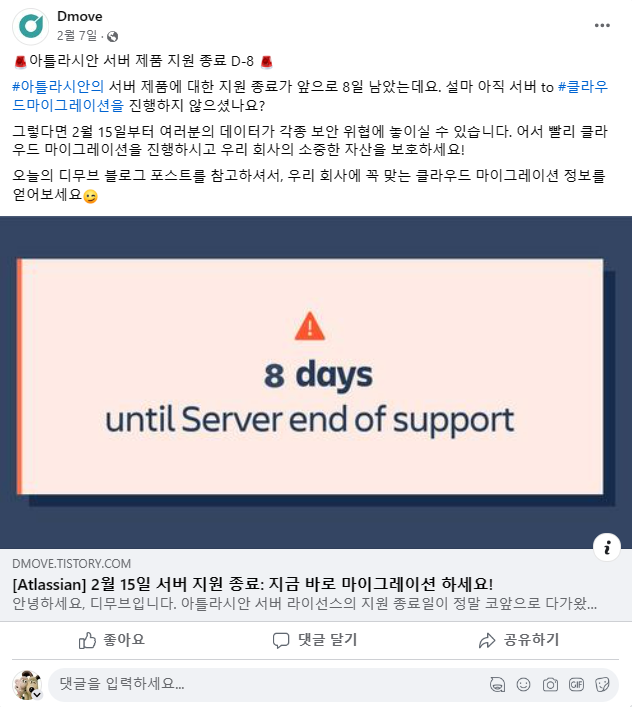 Dmove
2월 7일 ·
🚨아틀라시안 서버 제품 지원 종료 D-8 🚨
#아틀라시안의 서버 제품에 대한 지원 종료가 앞으로 8일 남았는데요. 설마 아직 서버 to #클라우
드마이그레이션을 진행하지 않으셨나요?
그렇다면 2월 15일부터 여러분의 데이터가 각종 보안 위협에 놓이실 수 있습니다. 어서 빨리 클라
우드 마이그레이션을 진행하시고 우리 회사의 소중한 자산을 보호하세요!
오늘의 디무브 블로그 포스트를 참고하셔서, 우리 회사에 꼭 맞는 클라우드 마이그레이션 정보를
얻어보세요😉
8 days
until Server end of support
DMOVE.TISTORY.COM
[Atlassian] 2월 15일 서버 지원 종료: 지금 바로 마이그레이션 하세요!
안녕하세요, 디무브입니다. 아틀라시안 서버 라이선스의 지원 종료일이 정말 코앞으로 다가왔...
좋아요
댓글 달기
공유하기
댓글을 입력하세요...
GIF